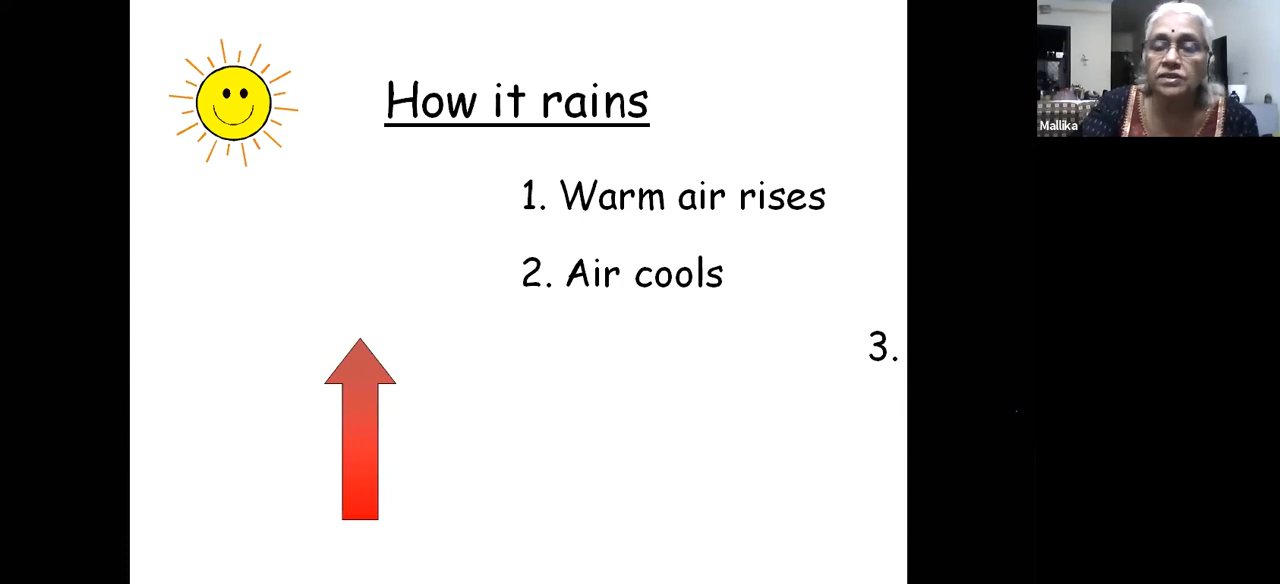 How it rains
1. Warm air rises
2. Air cools
3.
Mallika